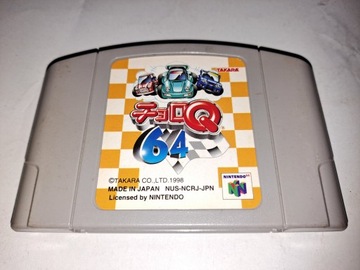 TAKARA
チョロQ
64
©TAKARA CO.,LTD.1998
MADE IN JAPAN NUS-NCRJ-JPN
Licensed by NINTENDO
NINTENDO 64